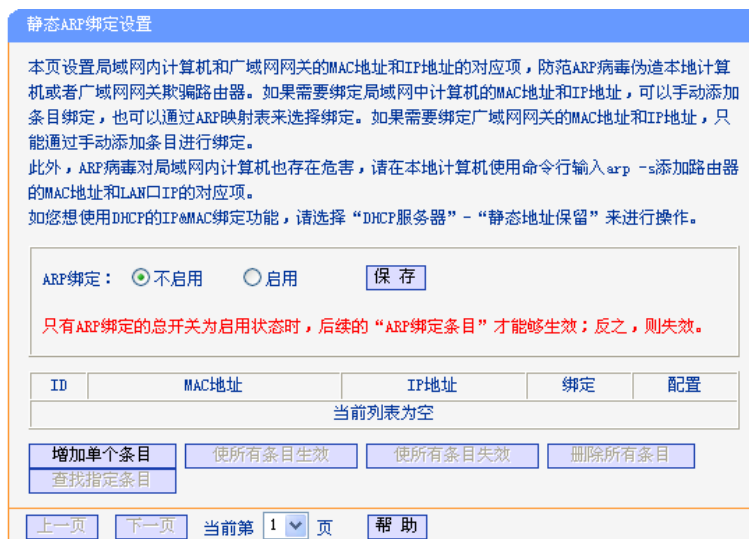 静态ARP绑定设置
本页设置局域网内计算机和广域网网关的MAC地址和IP地址的对应项，防范ARP病毒伪造本地计算
机或者广域网网关欺骗路由器。如果需要绑定局域网中计算机的MAC地址和IP地址，可以手动添加
条目绑定，也可以通过ARP映射表来选择绑定。如果需要绑定广域网网关的MAC地址和IP地址，只
能通过手动添加条目进行绑定。
此外，ARP病毒对局域网内计算机也存在危害，请在本地计算机使用命令行输入arp -s添加路由器
的MAC地址和LAN口IP的对应项。
如您想使用DHCP的IP&MAC绑定功能，请选择“DHCP服务器”-“静态地址保留”来进行操作。
ARP绑定： 不启用 启用 保 存
只有ARP绑定的总开关为启用状态时，后续的“ARP绑定条目”才能够生效；反之，则失效。
ID MAC地址 IP地址 绑定 配置
当前列表为空
增加单个条目 使所有条目生效 使所有条目失效 删除所有条目
查找指定条目
上一页 下一页 当前第 1 页 帮 助